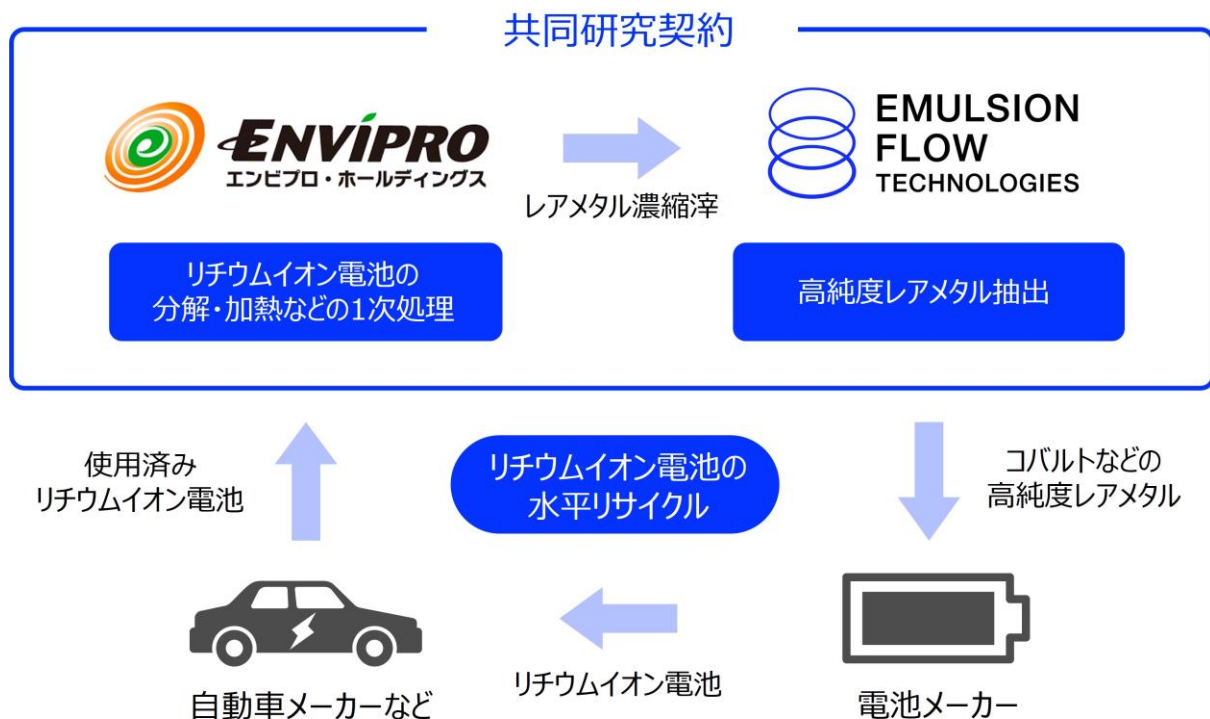 共同研究契約
ENVIPRO
エンビプロ・ホールディングス
レアメタル濃縮滓
EMULSION
FLOW
TECHNOLOGIES
リチウムイオン電池の
分解・加熱などの1次処理
高純度レアメタル抽出
使用済み
リチウムイオン電池
リチウムイオン電池の
水平リサイクル
コバルトなどの
高純度レアメタル
自動車メーカーなど
リチウムイオン電池
電池メーカー